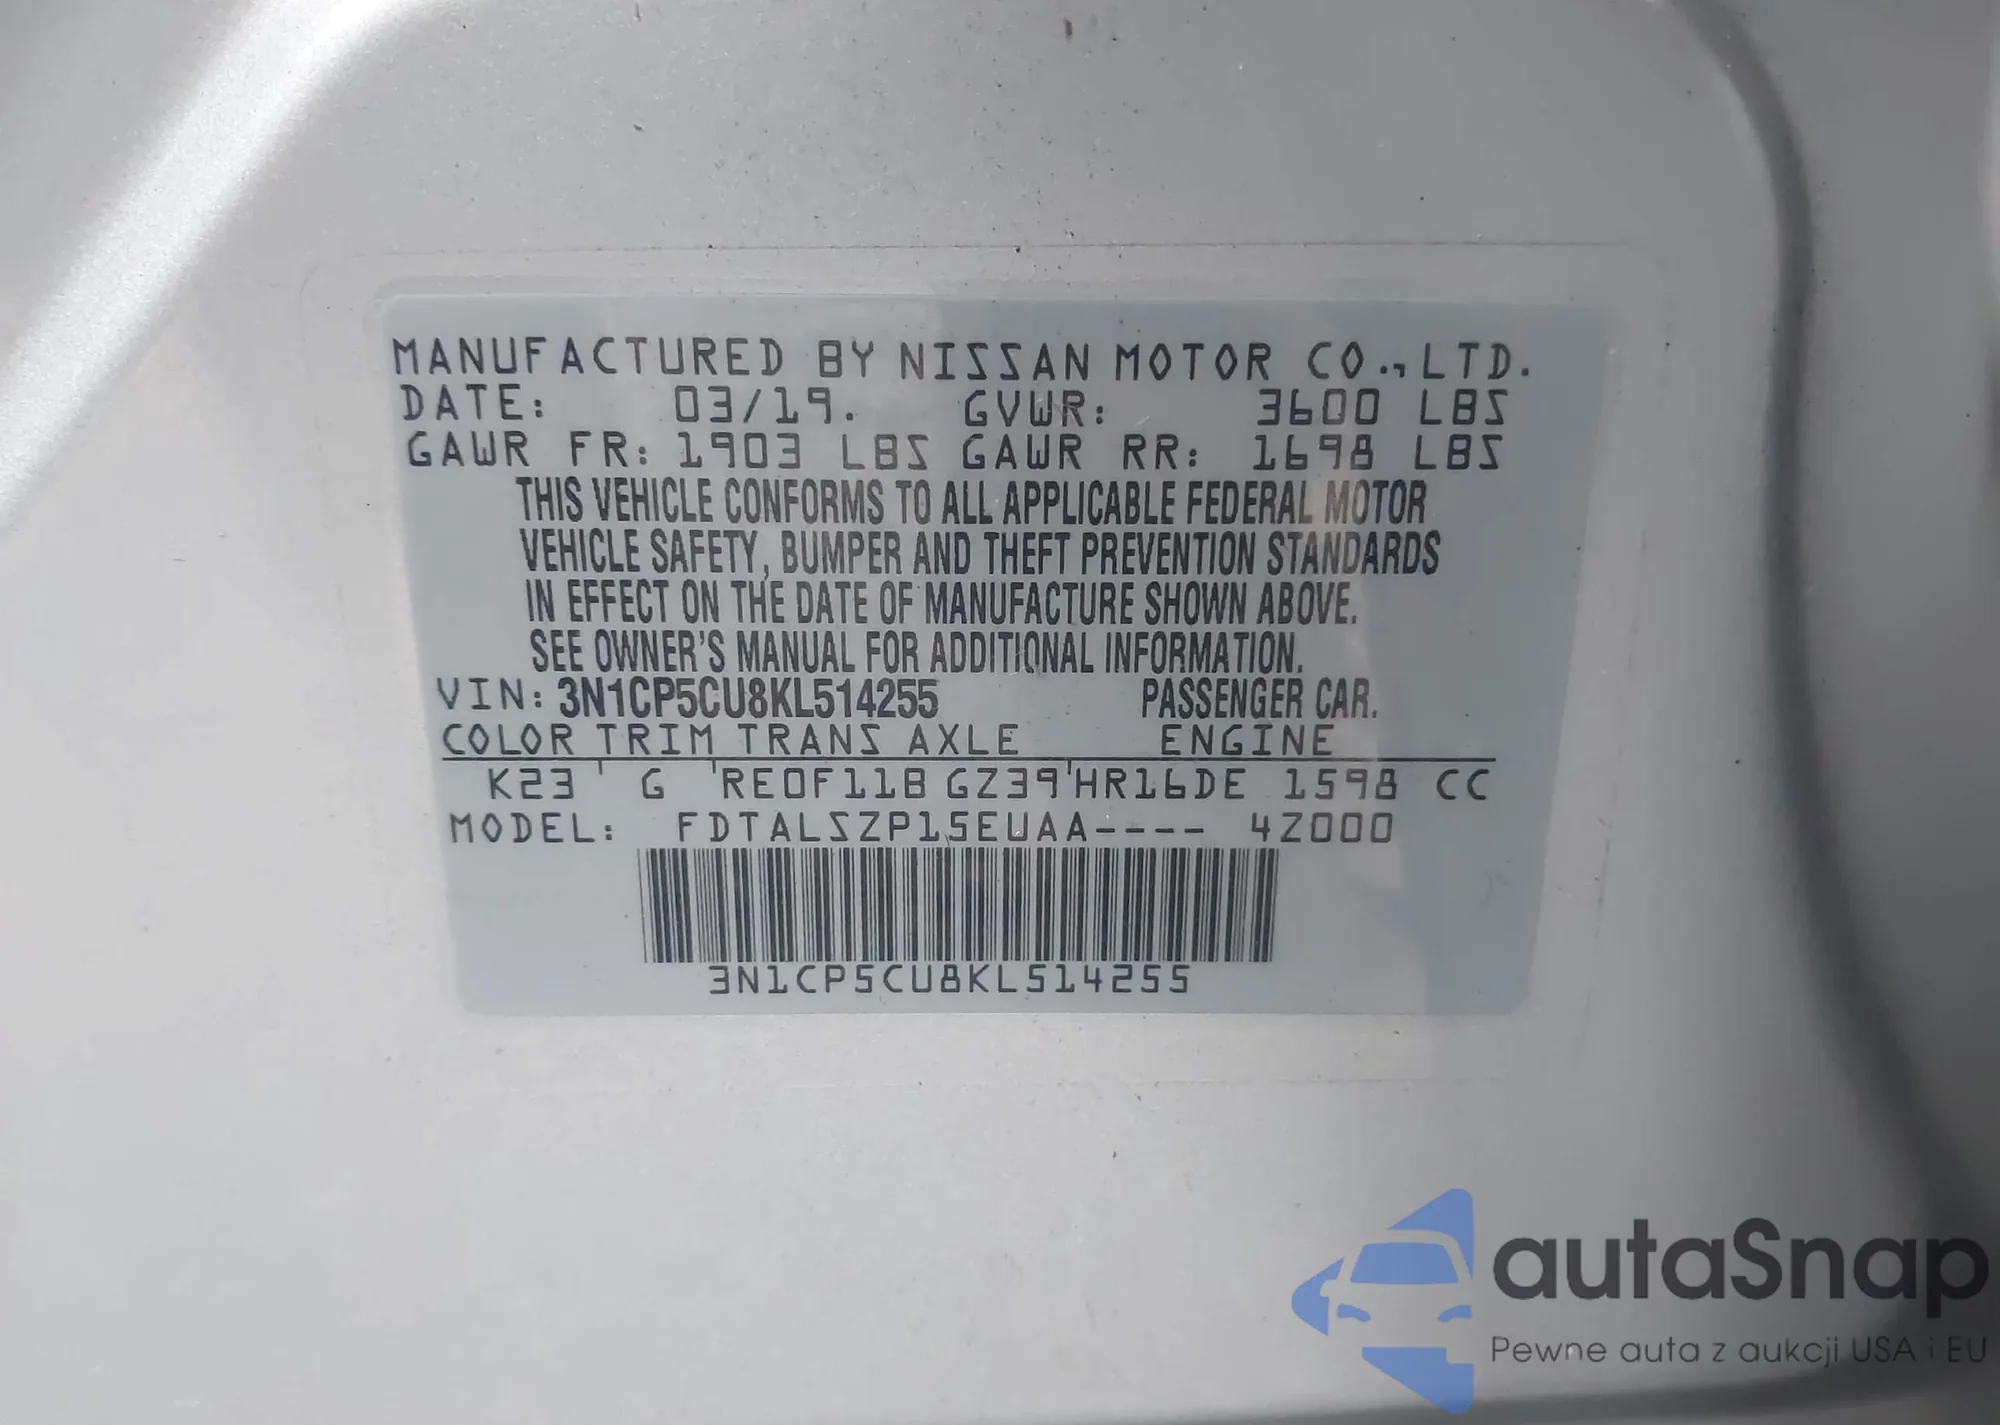 MANUFACTURED BY NISSAN MOTOR CO., LTD.
DATE: 03/19. GVWR: 3600 LBS
GAWR FR: 1903 LBS GAWR RR: 1698 LBS
THIS VEHICLE CONFORMS TO ALL APPLICABLE FEDERAL MOTOR
VEHICLE SAFETY, BUMPER AND THEFT PREVENTION STANDARDS
IN EFFECT ON THE DATE OF MANUFACTURE SHOWN ABOVE.
SEE OWNER'S MANUAL FOR ADDITIONAL INFORMATION.
VIN: 3N1CP5CU8KL514255 PASSENGER CAR.
COLOR TRIM TRANS AXLE ENGINE
K23 G RE0F11B GZ39 HR16DE 1598 CC
MODEL: FDTALSZP15EUAA---- 42000
3N1CP5CU8KL514255
autaSnap
Pewne auta z aukcji USA i EU